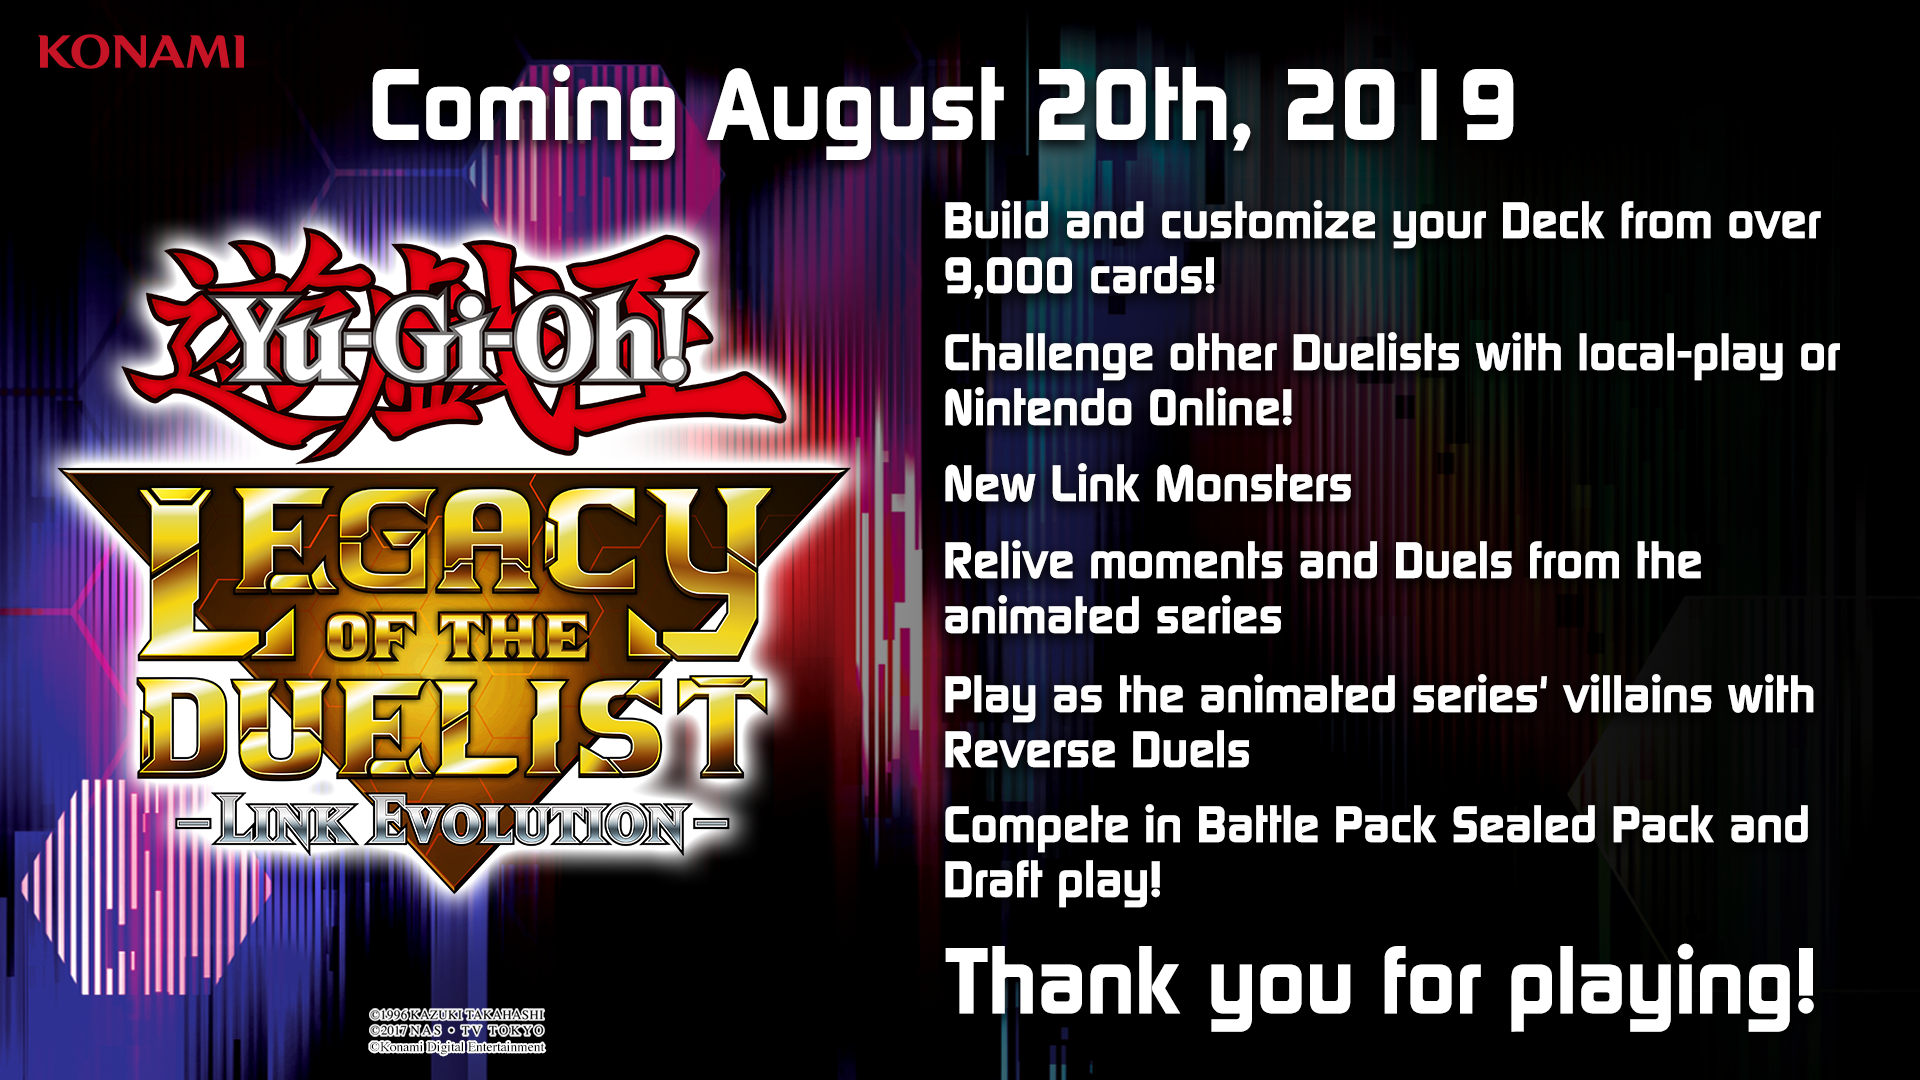 KONAMI
Coming August 20th, 2019
遊戯王
Yu-Gi-Oh!
LEGACY
OF THE
DUELIST
-LINK EVOLUTION-
Build and customize your Deck from over
9,000 cards!
Challenge other Duelists with local-play or
Nintendo Online!
New Link Monsters
Relive moments and Duels from the
animated series
Play as the animated series' villains with
Reverse Duels
Compete in Battle Pack Sealed Pack and
Draft play!
Thank you for playing!
©1996 KAZUKI TAKAHASHI
©2017 NAS • TV TOKYO
©Konami Digital Entertainment